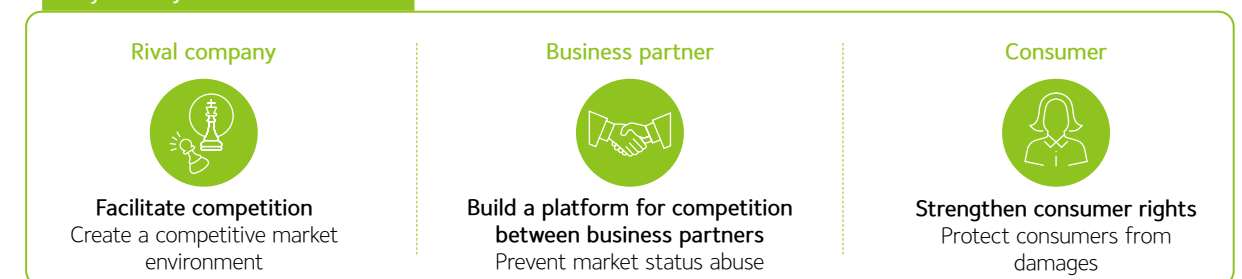 Rival company
Facilitate competition
Create a competitive market
environment
Business partner
Build a platform for competition
between business partners
Prevent market status abuse
Consumer
Strengthen consumer rights
Protect consumers from
damages